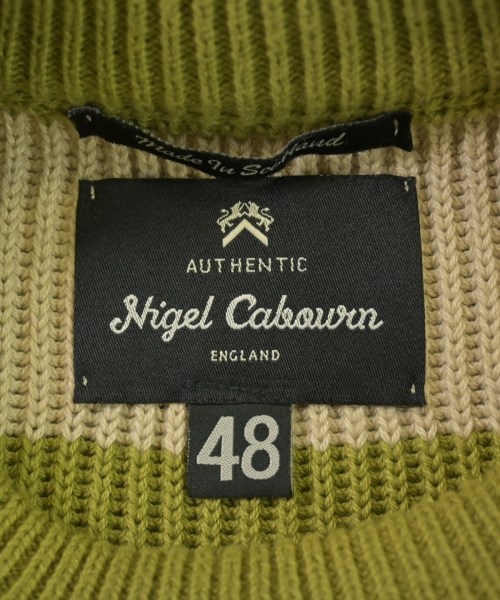 Made In Scotland
AUTHENTIC
Nigel Cabourn
ENGLAND
48